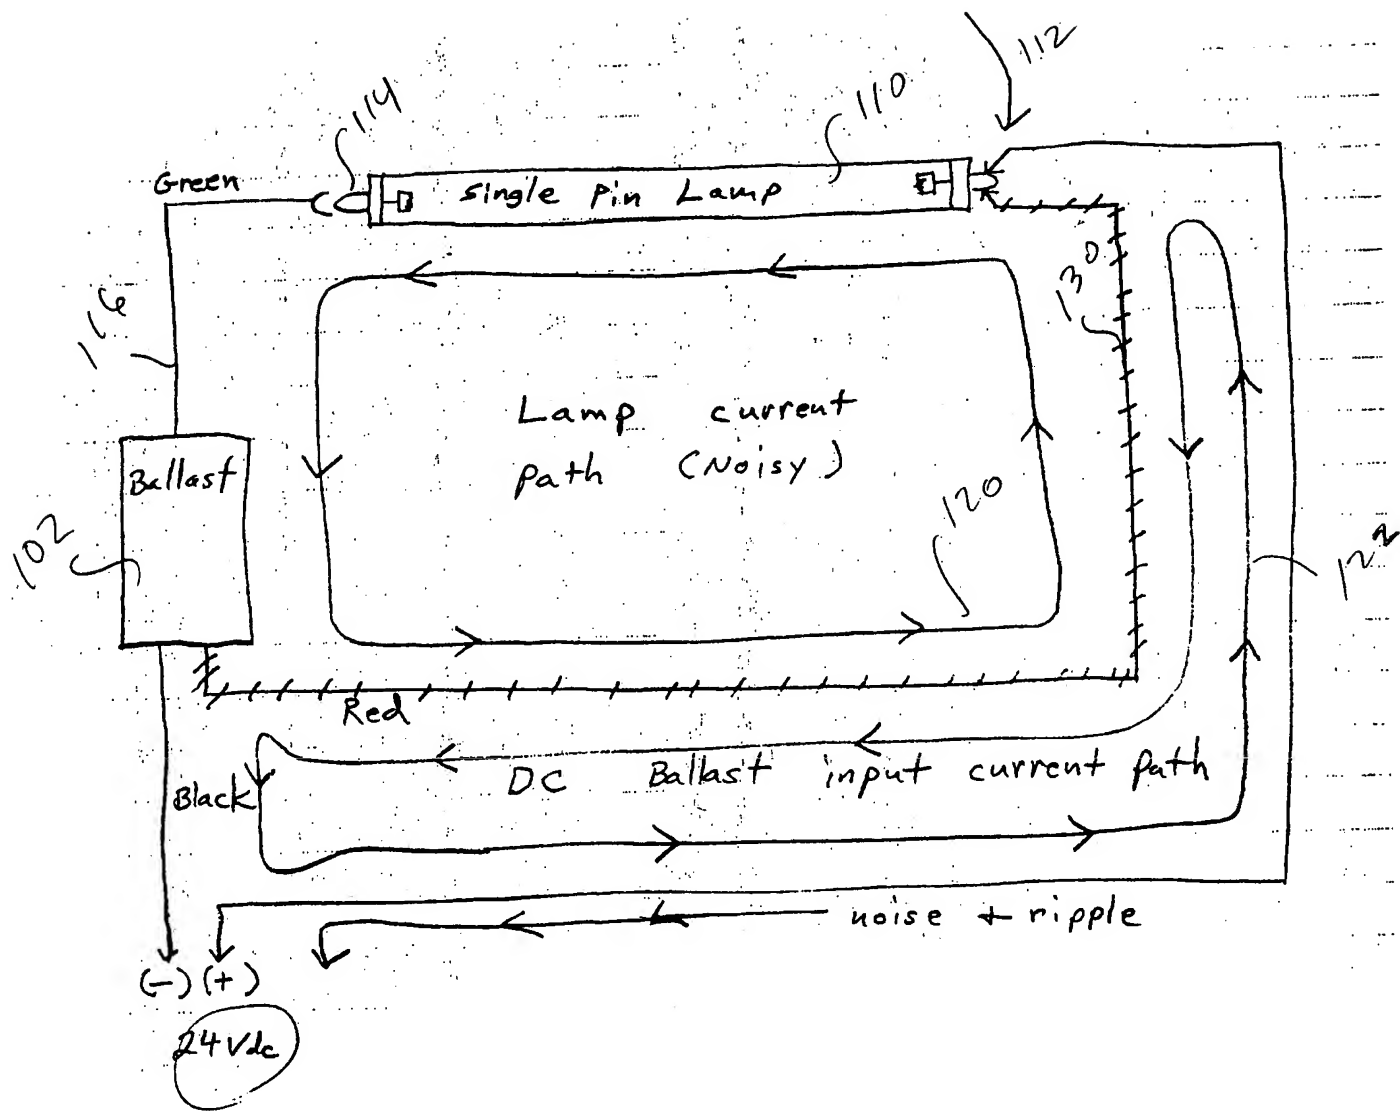 112
114
110
Green
Single Pin Lamp
130
116
Lamp current
path (Noisy)
Ballast
120
102
122
Red
DC Ballast input current path
Black
noise + ripple
(-) (+)
24Vdc